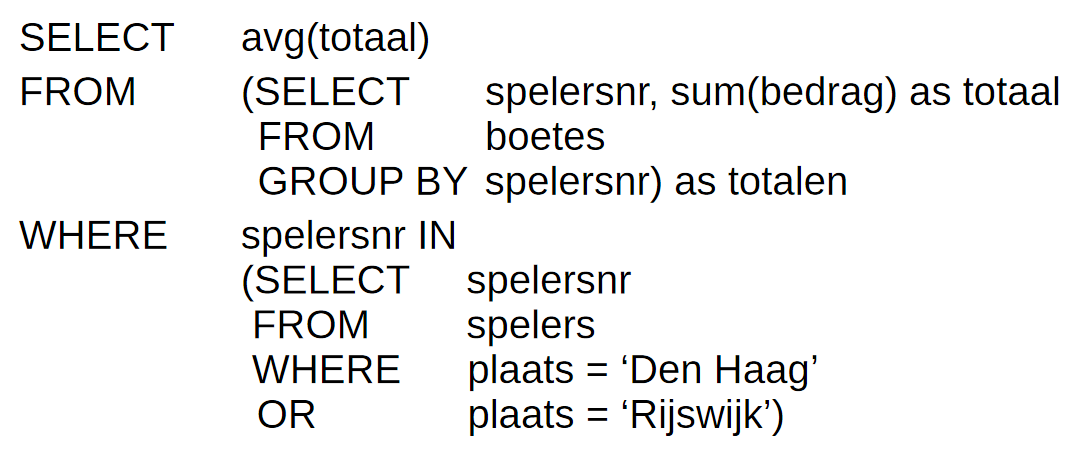 SELECT avg(totaal)
FROM (SELECT spelersnr, sum(bedrag) as totaal
FROM boetes
GROUP BY spelersnr) as totalen
WHERE spelersnr IN
(SELECT spelersnr
FROM spelers
WHERE plaats = ‘Den Haag’
OR plaats = ‘Rijswijk’)